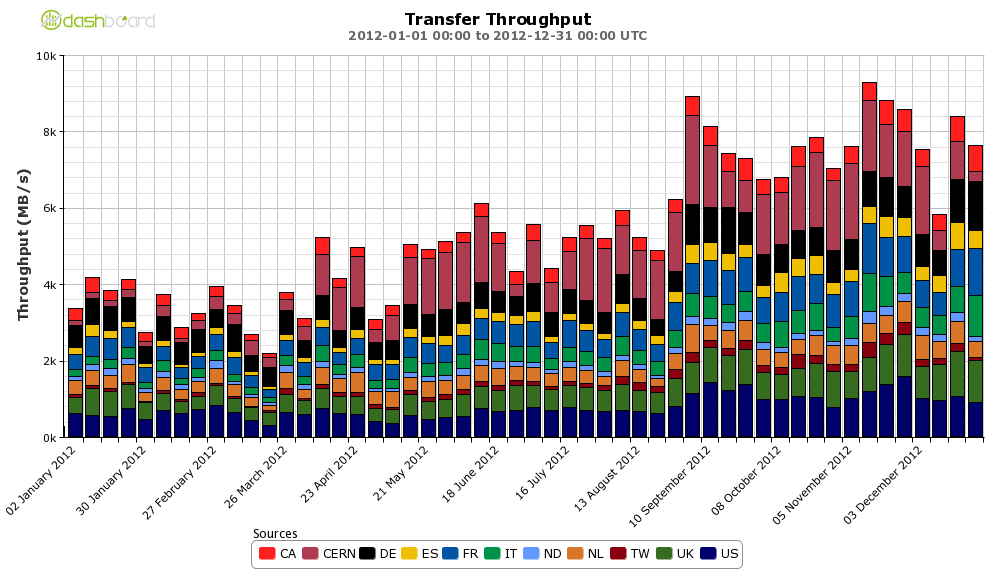 dashboard
Transfer Throughput
2012-01-01 00:00 to 2012-12-31 00:00 UTC
Throughput (MB/s)
10k
8k
6k
4k
2k
0k
02 January 2012
30 January 2012
27 February 2012
26 March 2012
23 April 2012
21 May 2012
18 June 2012
16 July 2012
13 August 2012
10 September 2012
08 October 2012
05 November 2012
03 December 2012
Sources
CA CERN DE ES FR IT ND NL TW UK US